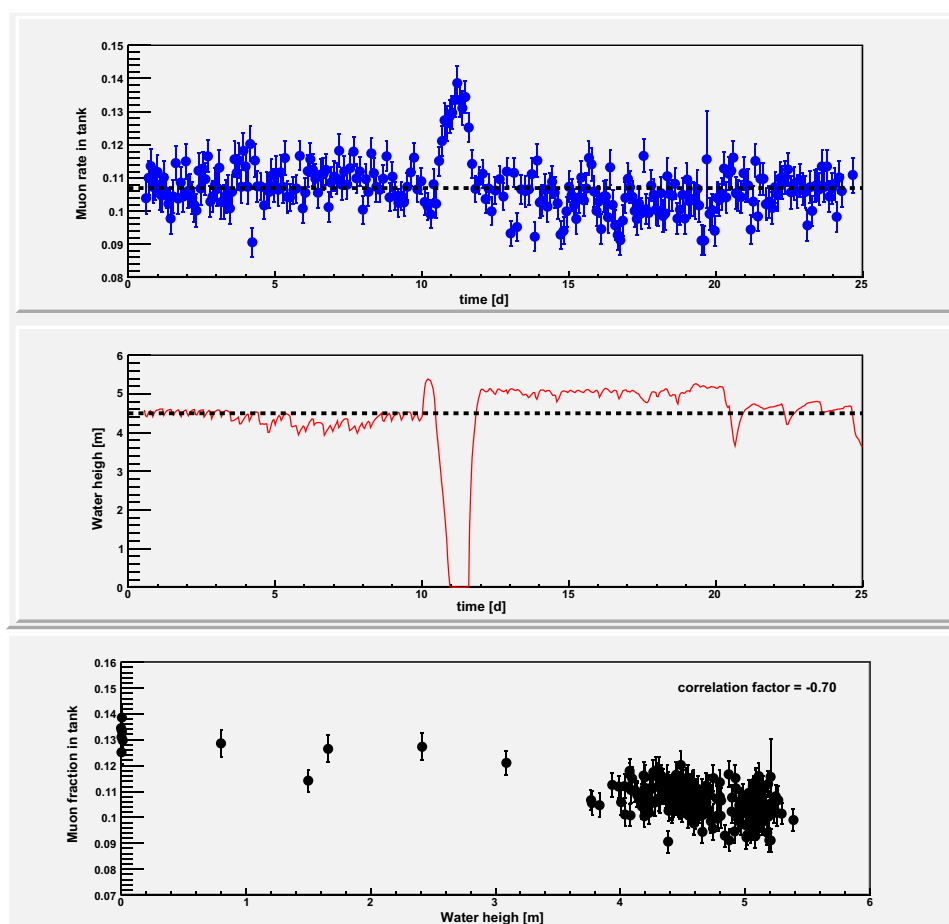 0.15
0.14
0.13
0.12
0.11
0.1
0.09
0.08
Muon rate in tank
0 5 10 15 20 25
time [d]
6
5
4
3
2
1
0
Water heigh [m]
0 5 10 15 20 25
time [d]
0.16
0.15
0.14
0.13
0.12
0.11
0.1
0.09
0.08
0.07
Muon fraction in tank
correlation factor = -0.70
0 1 2 3 4 5 6
Water heigh [m]